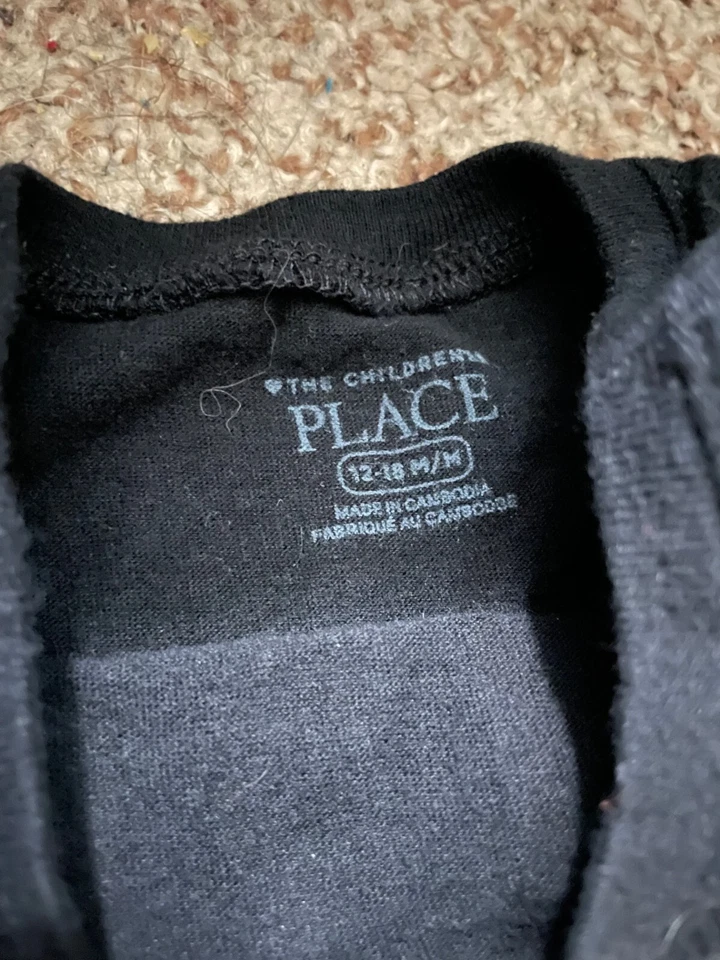 THE CHILDREN'S
PLACE
12-18 M/M
MADE IN CAMBODIA
FABRIQUÉ AU CAMBODGE